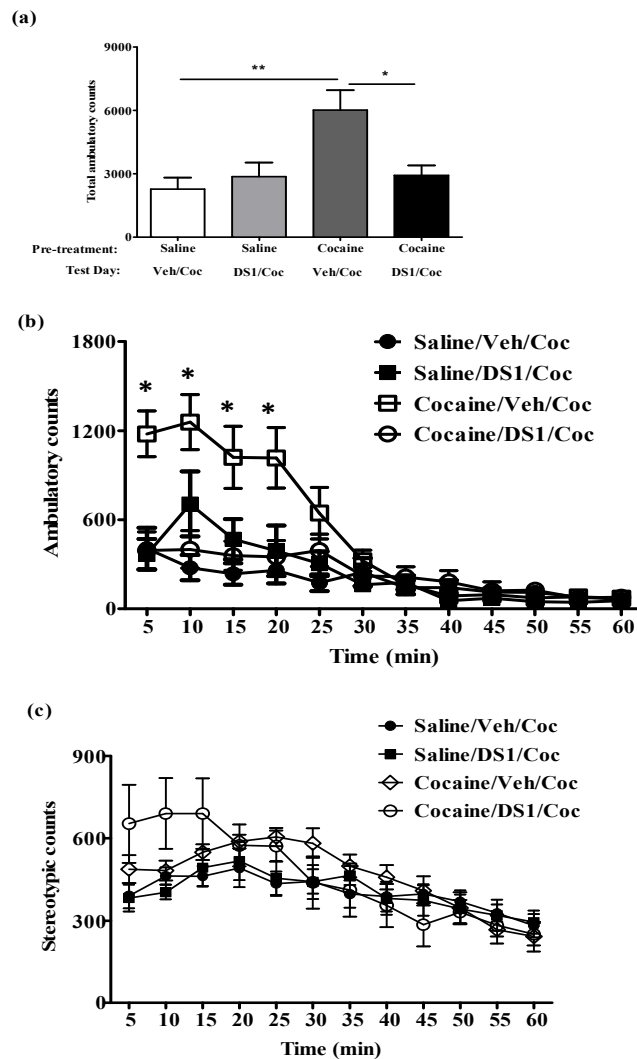 (a)
9000
6000
3000
0
Total ambulatory counts
**
*
Pre-treatment: Saline Saline Cocaine Cocaine
Test Day: Veh/Coc DS1/Coc Veh/Coc DS1/Coc
(b)
1800
1200
600
0
Ambulatory counts
* * * *
Saline/Veh/Coc
Saline/DS1/Coc
Cocaine/Veh/Coc
Cocaine/DS1/Coc
5 10 15 20 25 30 35 40 45 50 55 60
Time (min)
(c)
900
600
300
0
Stereotypic counts
Saline/Veh/Coc
Saline/DS1/Coc
Cocaine/Veh/Coc
Cocaine/DS1/Coc
5 10 15 20 25 30 35 40 45 50 55 60
Time (min)